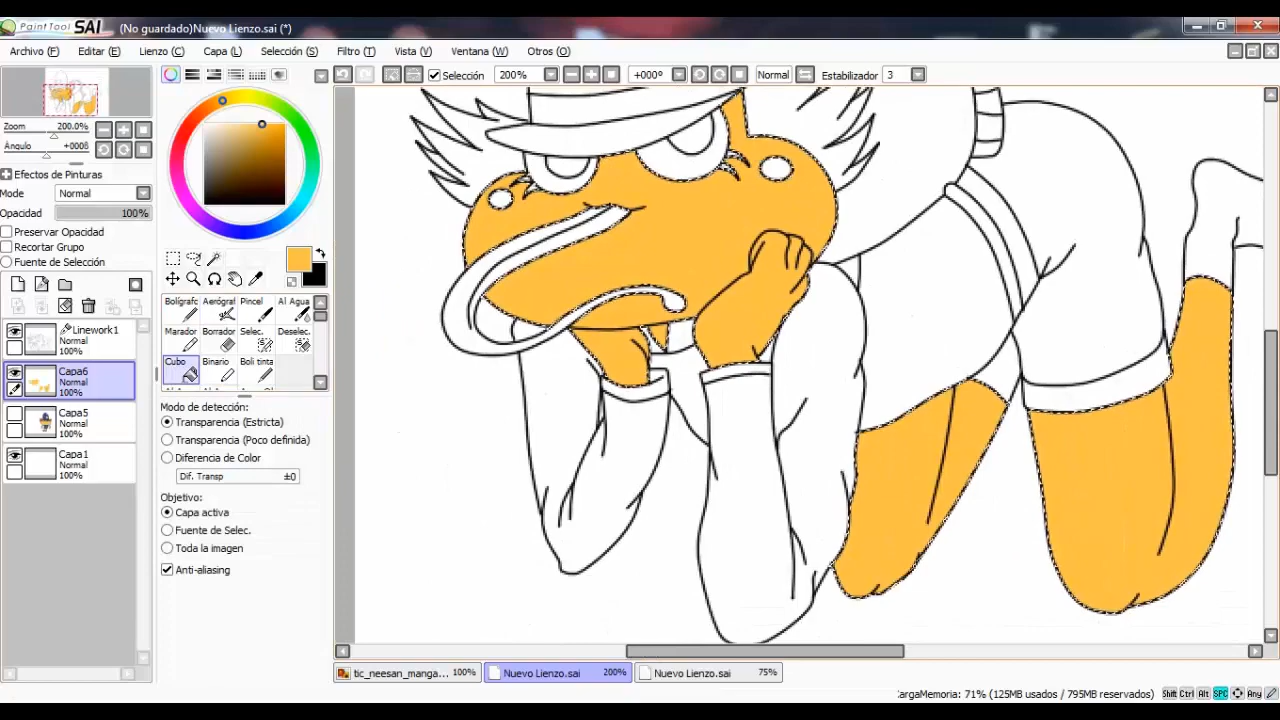 PaintTool SAI (No guardado)Nuevo Lienzo.sai (*)
Archivo (F) Editar (E) Lienzo (C) Capa (L) Selección (S) Filtro (T) Vista (V) Ventana (W) Otros (O)
Selección 200% +000º Normal Estabilizador 3
Zoom 200.0%
Ángulo +000ß
Efectos de Pinturas
Mode Normal
Opacidad 100%
Preservar Opacidad
Recortar Grupo
Fuente de Selección
Linework1
Normal
100%
Capa6
Normal
100%
Capa5
Normal
100%
Capa1
Normal
100%
Bolígrafo Aerógrafo Pincel Al Agua
Marador Borrador Selec. Deselec.
Cubo Binario Boli tinta
Modo de detección:
Transparencia (Estricta)
Transparencia (Poco definida)
Diferencia de Color
Dif. Transp ±0
Objetivo:
Capa activa
Fuente de Selec.
Toda la imagen
Anti-aliasing
tic_neesan_manga... 100% Nuevo Lienzo.sai 200% Nuevo Lienzo.sai 75%
CargaMemoria: 71% (125MB usados / 795MB reservados) Shift Ctrl Alt SPC Any